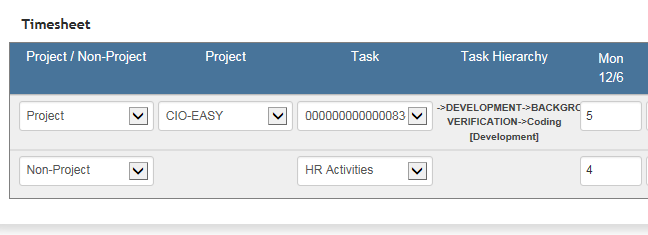 Timesheet
Project / Non-Project Project Task Task Hierarchy Mon
12/6
Project CIO-EASY 000000000000083 5
->DEVELOPMENT->BACKGRO
VERIFICATION->Coding
[Development]
Non-Project HR Activities 4